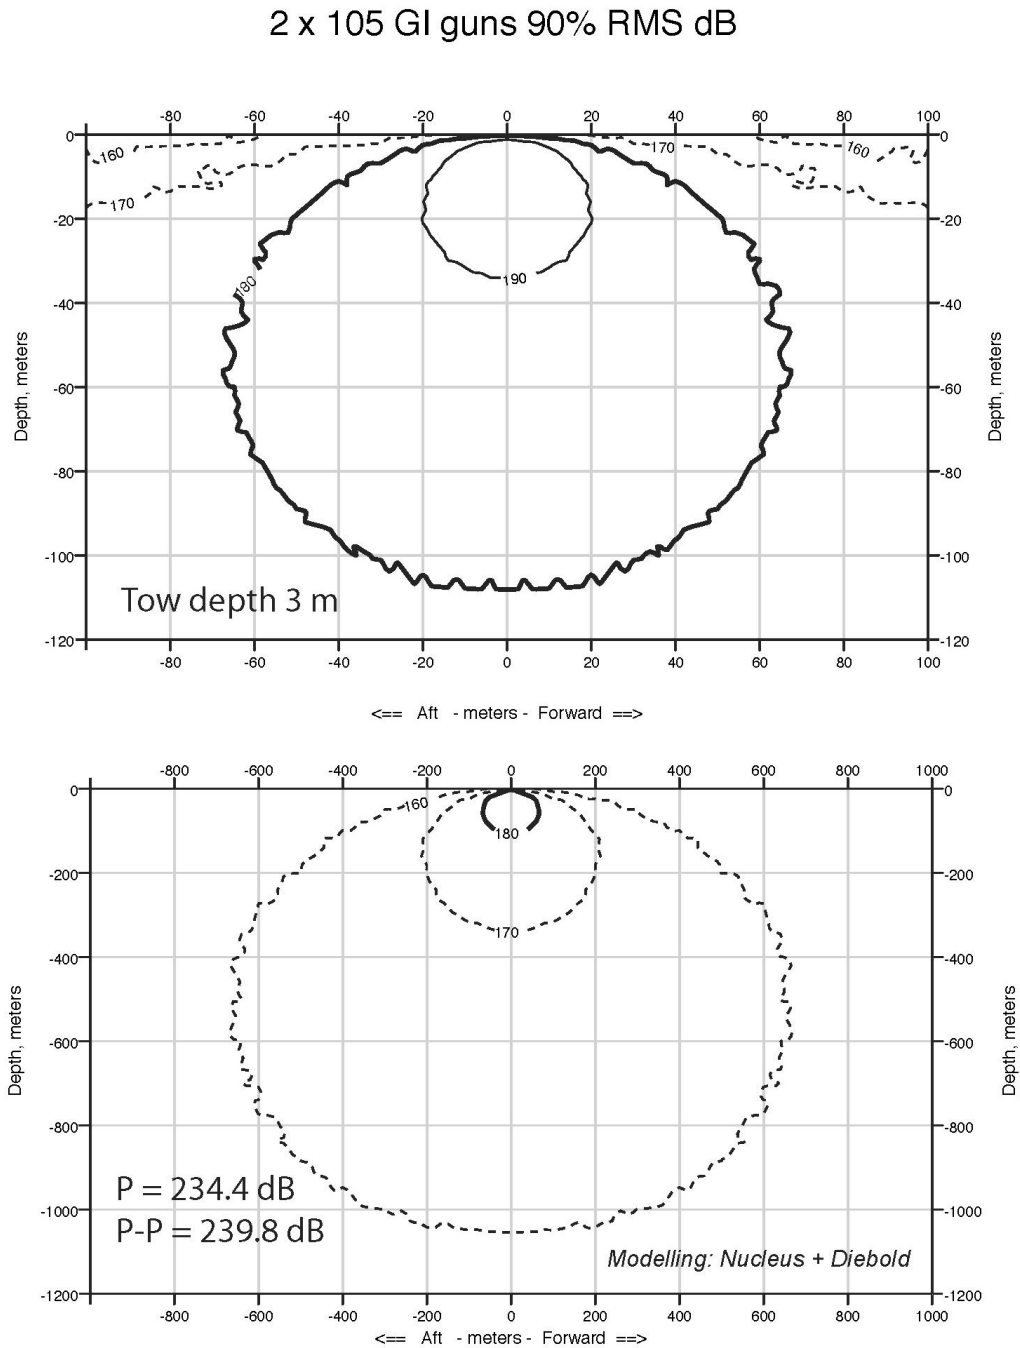 2 x 105 GI guns 90% RMS dB
-80 -60 -40 -20 0 20 40 60 80 100
0 0
160 170 160
170
-20 -20
190
180
-40 -40
Depth, meters Depth, meters
-60 -60
-80 -80
-100 -100
Tow depth 3 m
-120 -120
-80 -60 -40 -20 0 20 40 60 80 100
<== Aft - meters - Forward ==>
-800 -600 -400 -200 0 200 400 600 800 1000
0 0
160
180
-200 -200
170
-400 -400
Depth, meters Depth, meters
-600 -600
-800 -800
P = 234.4 dB
-1000 -1000
P-P = 239.8 dB
Modelling: Nucleus + Diebold
-1200 -1200
-800 -600 -400 -200 0 200 400 600 800 1000
<== Aft - meters - Forward ==>